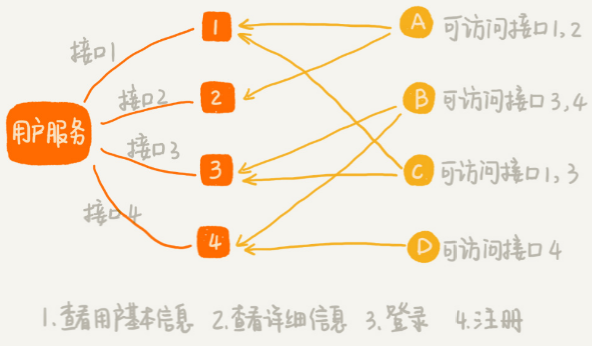 1
A
可访问接口1,2
接口1
接口2
2
B
可访问接口3,4
用户服务
接口3
3
C
可访问接口1,3
接口4
4
D
可访问接口4
1.查看用户基本信息 2.查看详细信息 3.登录 4.注册